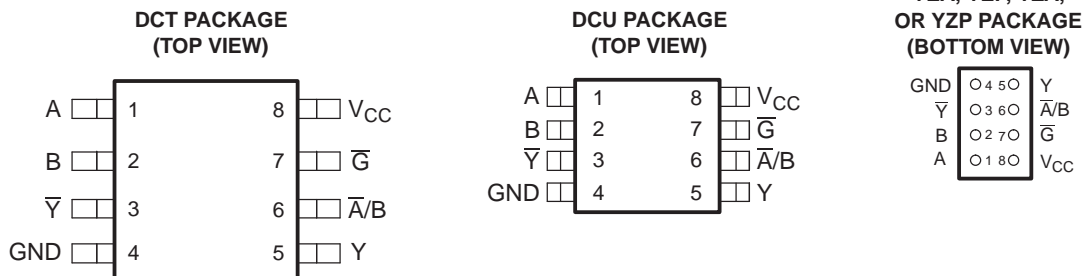 DCT PACKAGE
(TOP VIEW)
A 1 8 VCC
B 2 7 G̅
Y̅ 3 6 A̅/B
GND 4 5 Y
DCU PACKAGE
(TOP VIEW)
A 1 8 VCC
B 2 7 G̅
Y̅ 3 6 A̅/B
GND 4 5 Y
OR YZP PACKAGE
(BOTTOM VIEW)
GND 4 5 Y
Y̅ 3 6 A̅/B
B 2 7 G̅
A 1 8 VCC